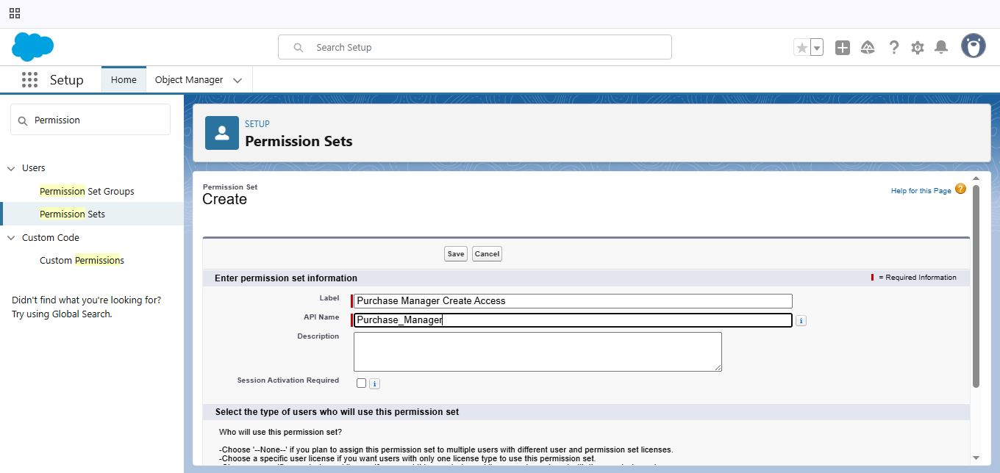 Search Setup
Setup
Home
Object Manager
Permission
Users
Permission Set Groups
Permission Sets
Custom Code
Custom Permissions
Didn't find what you're looking for?
Try using Global Search.
SETUP
Permission Sets
Permission Set
Create
Help for this Page
Save
Cancel
Enter permission set information
= Required Information
Label
Purchase Manager Create Access
API Name
Purchase_Manager
Description
Session Activation Required
Select the type of users who will use this permission set
Who will use this permission set?
-Choose '--None--' if you plan to assign this permission set to multiple users with different user and permission set licenses.
-Choose a specific user license if you want users with only one license type to use this permission set.